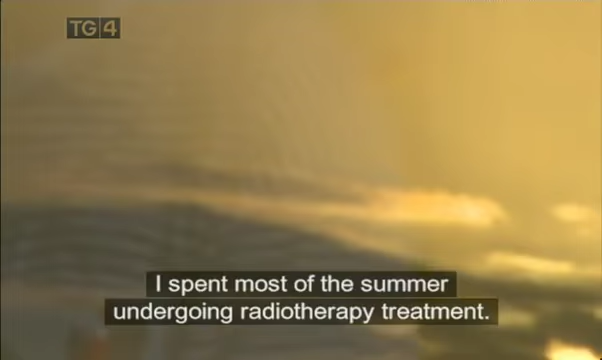 TG4
I spent most of the summer
undergoing radiotherapy treatment.